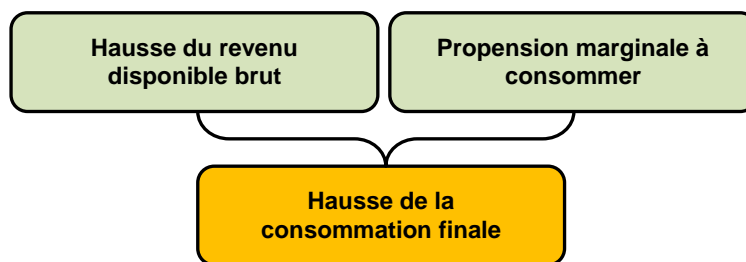 Hausse du revenu
disponible brut
Propension marginale à
consommer
Hausse de la
consommation finale